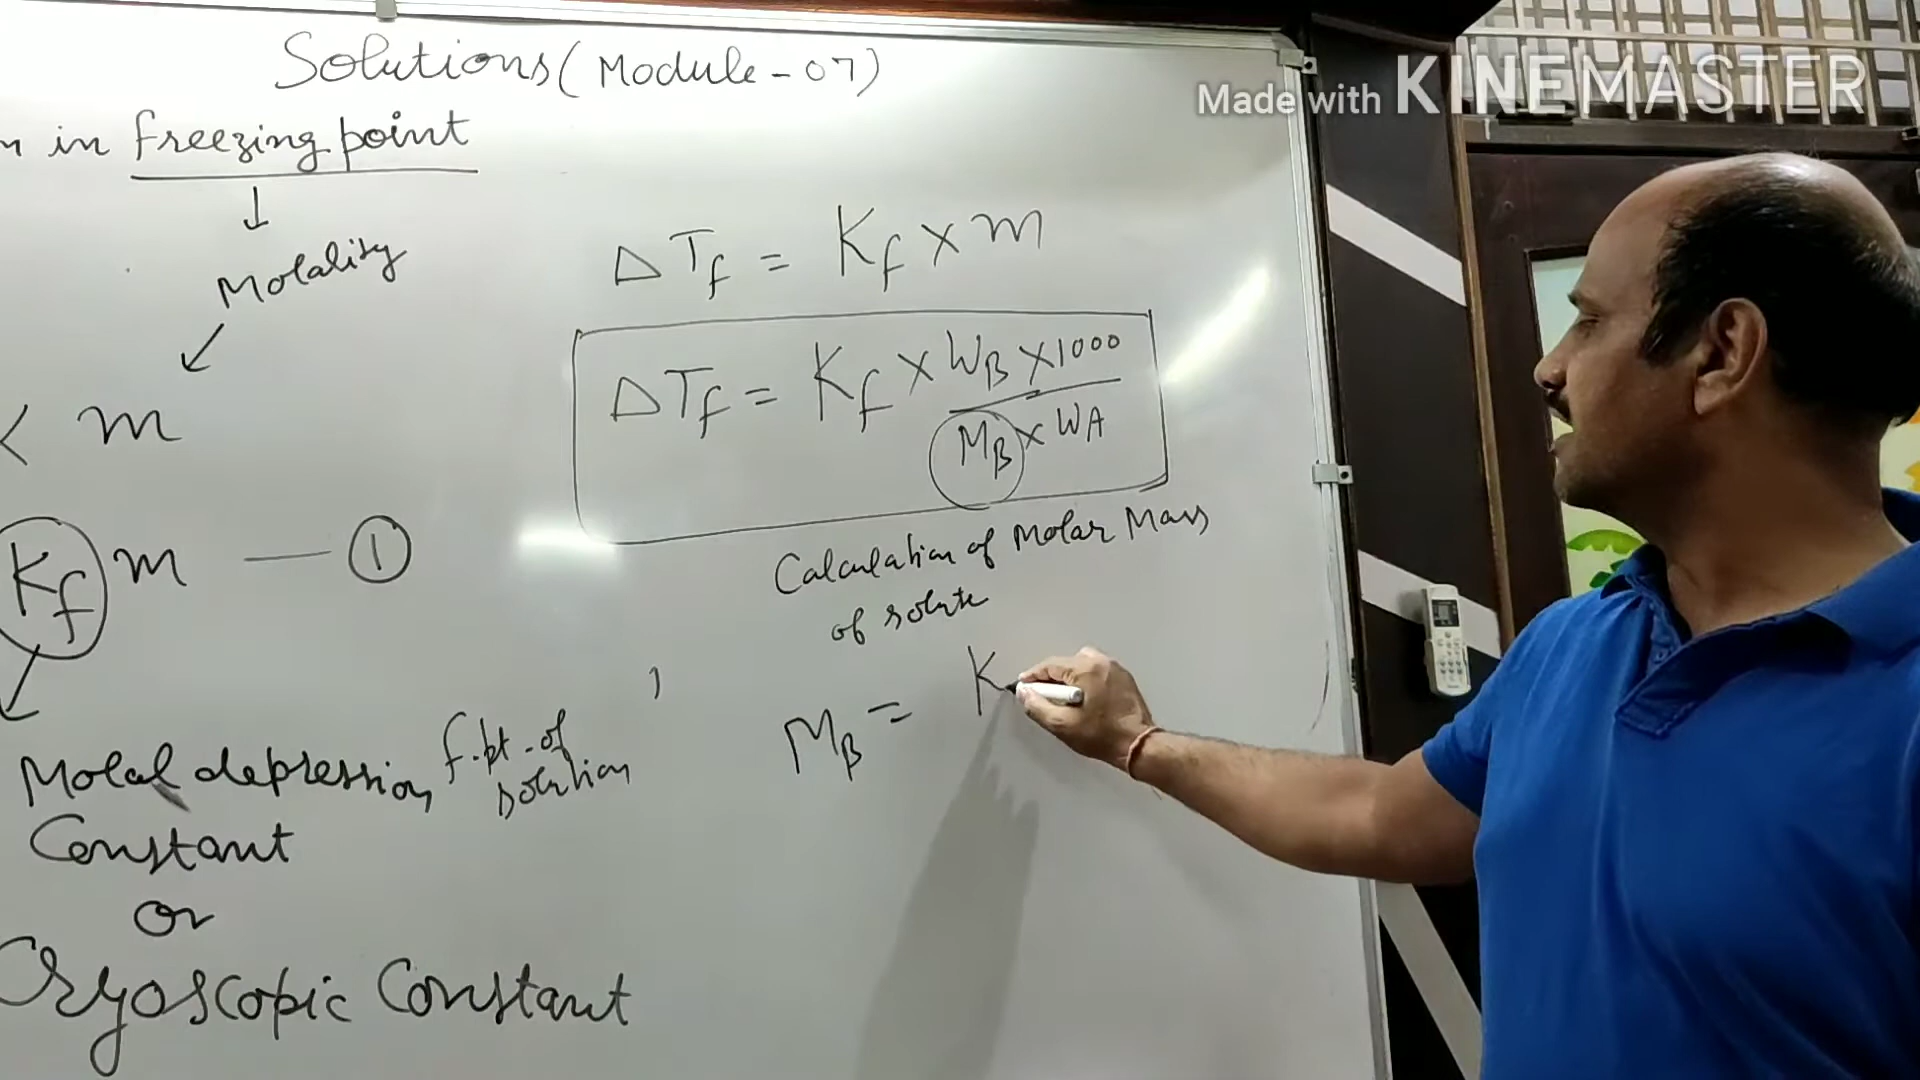 Solutions (Module-07)
n in freezing point
↓
Molality
↙
< m
Kf m — ①
Molal depression f.pt. of solution
Constant
or
Cryoscopic Constant
ΔTf = Kf × m
ΔTf = Kf × WB × 1000 / MB × WA
Calculation of Molar Mass
of solute
MB = K
Made with KINEMASTER